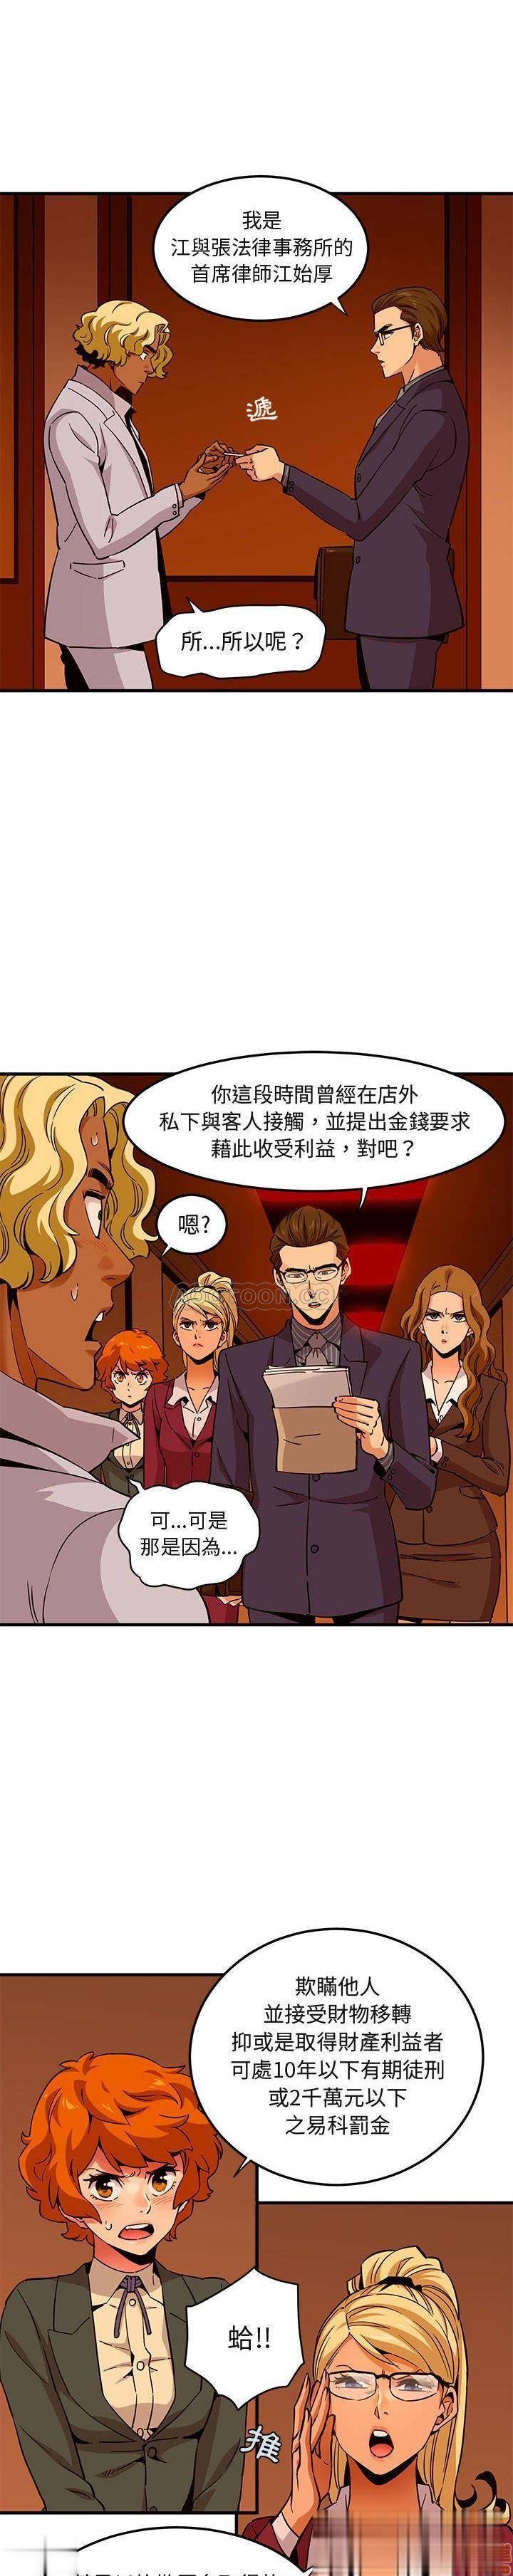 我是
江與張法律事務所的
首席律師江始厚
遞
所...所以呢？
你這段時間曾經在店外
私下與客人接觸，並提出金錢要求
藉此收受利益，對吧？
嗯?
可...可是
那是因為...
欺瞞他人
並接受財物移轉
抑或是取得財產利益者
可處10年以下有期徒刑
或2千萬元以下
之易科罰金
蛤!!
推